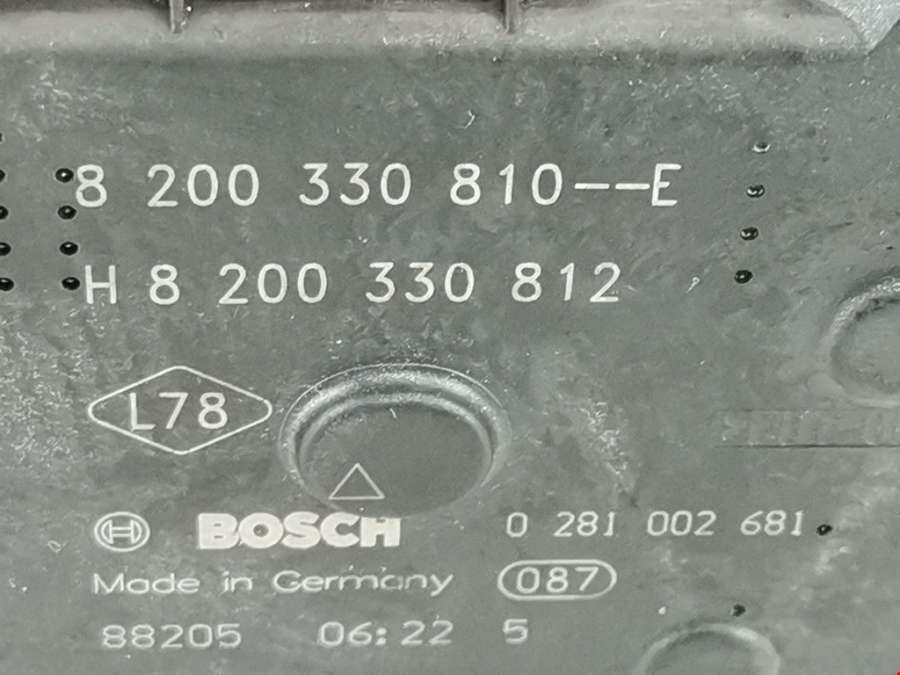 8 200 330 810--E
H 8 200 330 812
L78
BOSCH 0 281 002 681
Made in Germany 087
88205 06:22 5